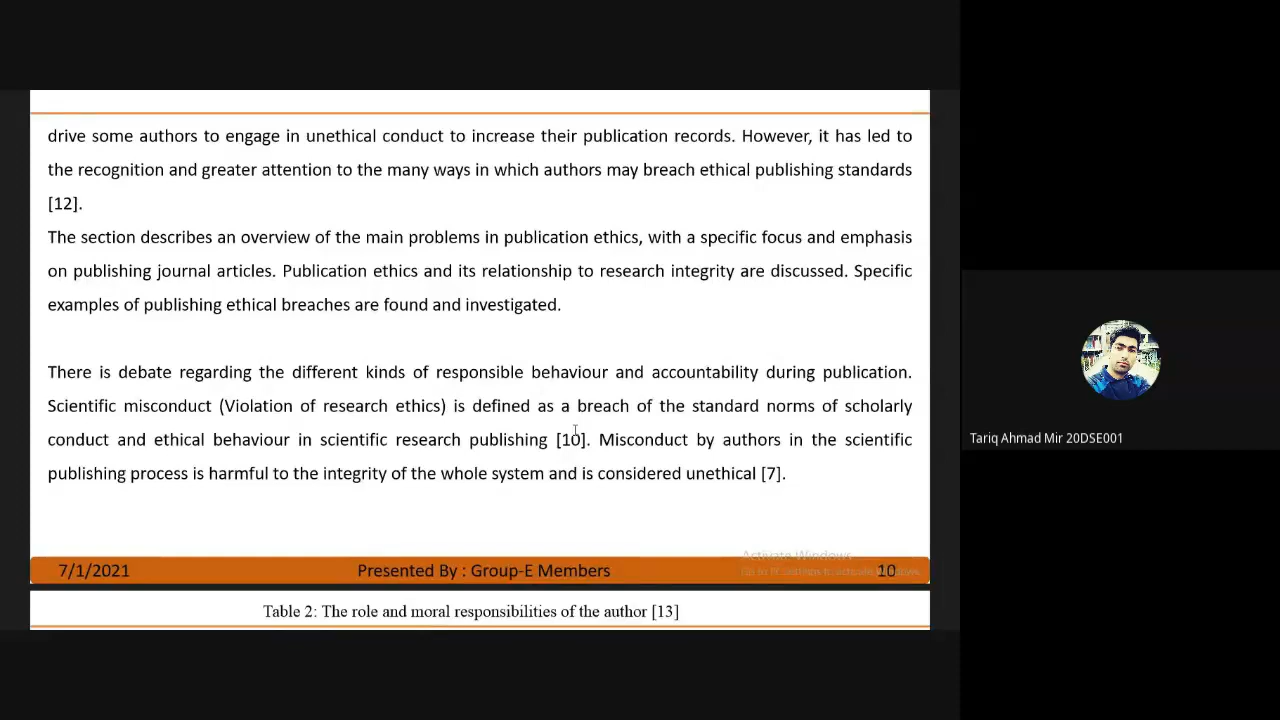 drive some authors to engage in unethical conduct to increase their publication records. However, it has led to
the recognition and greater attention to the many ways in which authors may breach ethical publishing standards
[12].
The section describes an overview of the main problems in publication ethics, with a specific focus and emphasis
on publishing journal articles. Publication ethics and its relationship to research integrity are discussed. Specific
examples of publishing ethical breaches are found and investigated.
There is debate regarding the different kinds of responsible behaviour and accountability during publication.
Scientific misconduct (Violation of research ethics) is defined as a breach of the standard norms of scholarly
conduct and ethical behaviour in scientific research publishing [10]. Misconduct by authors in the scientific
publishing process is harmful to the integrity of the whole system and is considered unethical [7].
Tariq Ahmad Mir 20DSE001
Activate Windows
7/1/2021 Presented By : Group-E Members 10
Table 2: The role and moral responsibilities of the author [13]